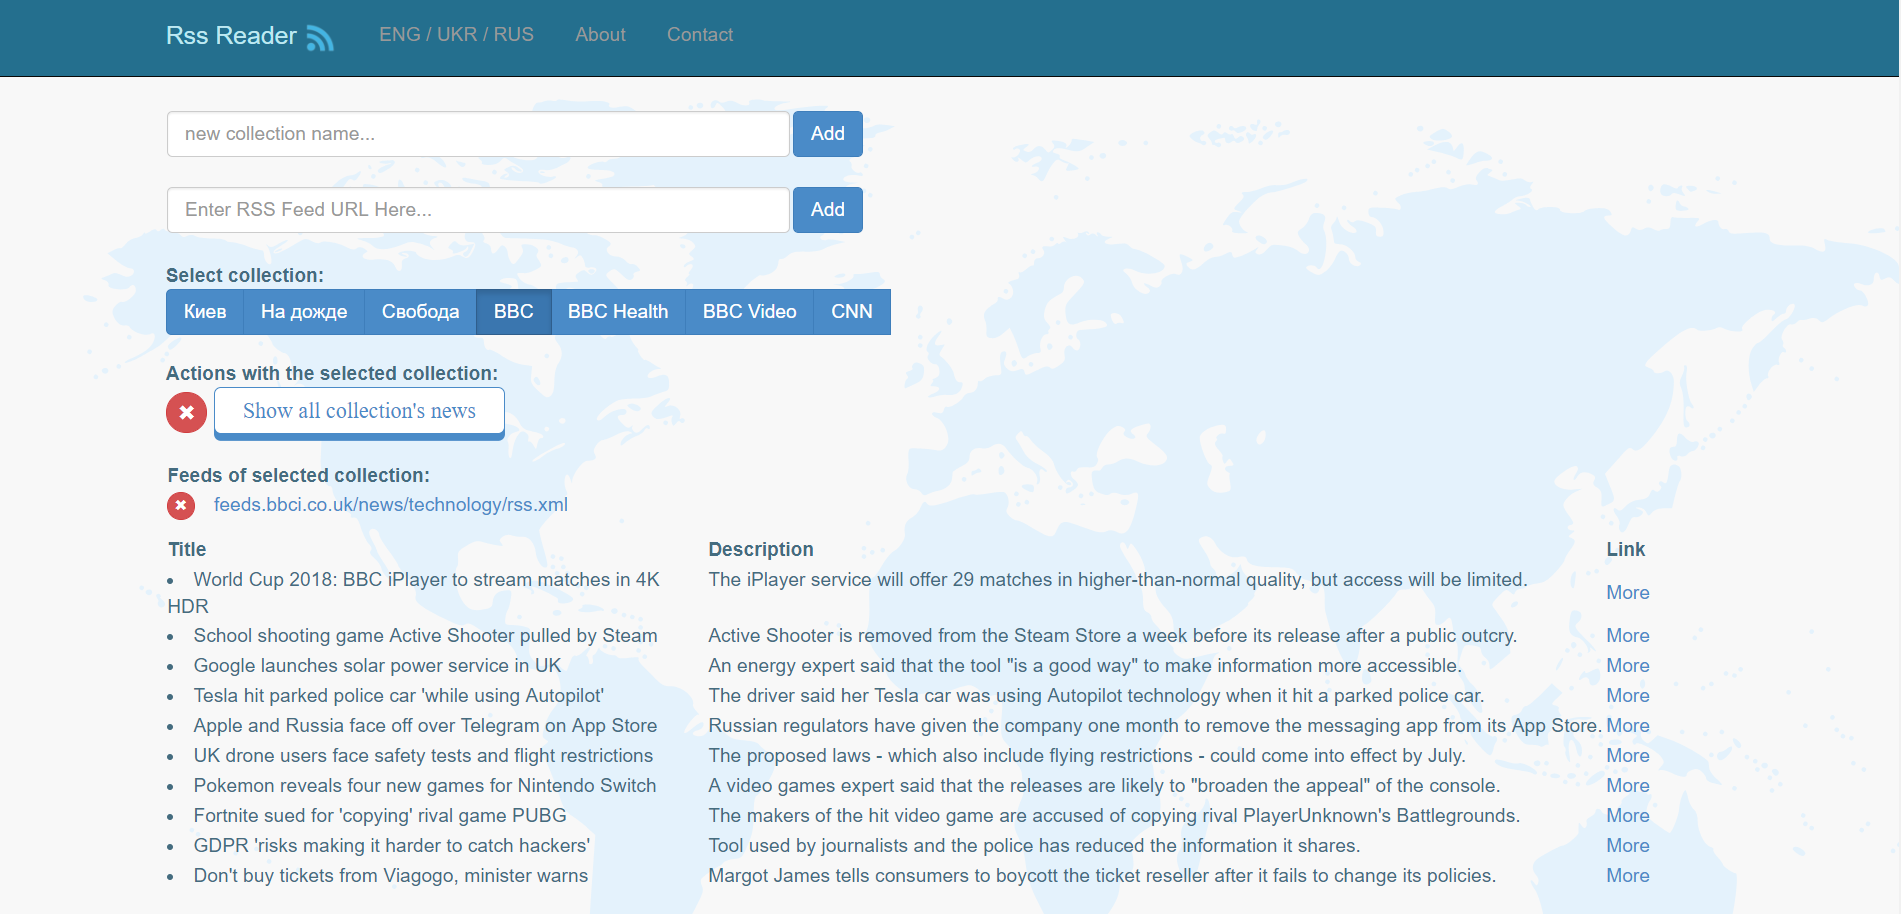 Rss Reader ENG / UKR / RUS About Contact
new collection name... Add
Enter RSS Feed URL Here... Add
Select collection:
Киев На дожде Свобода BBC BBC Health BBC Video CNN
Actions with the selected collection:
Show all collection's news
Feeds of selected collection:
feeds.bbci.co.uk/news/technology/rss.xml
Title Description Link
World Cup 2018: BBC iPlayer to stream matches in 4K The iPlayer service will offer 29 matches in higher-than-normal quality, but access will be limited. More
HDR
School shooting game Active Shooter pulled by Steam Active Shooter is removed from the Steam Store a week before its release after a public outcry. More
Google launches solar power service in UK An energy expert said that the tool "is a good way" to make information more accessible. More
Tesla hit parked police car 'while using Autopilot' The driver said her Tesla car was using Autopilot technology when it hit a parked police car. More
Apple and Russia face off over Telegram on App Store Russian regulators have given the company one month to remove the messaging app from its App Store. More
UK drone users face safety tests and flight restrictions The proposed laws - which also include flying restrictions - could come into effect by July. More
Pokemon reveals four new games for Nintendo Switch A video games expert said that the releases are likely to "broaden the appeal" of the console. More
Fortnite sued for 'copying' rival game PUBG The makers of the hit video game are accused of copying rival PlayerUnknown's Battlegrounds. More
GDPR 'risks making it harder to catch hackers' Tool used by journalists and the police has reduced the information it shares. More
Don't buy tickets from Viagogo, minister warns Margot James tells consumers to boycott the ticket reseller after it fails to change its policies. More